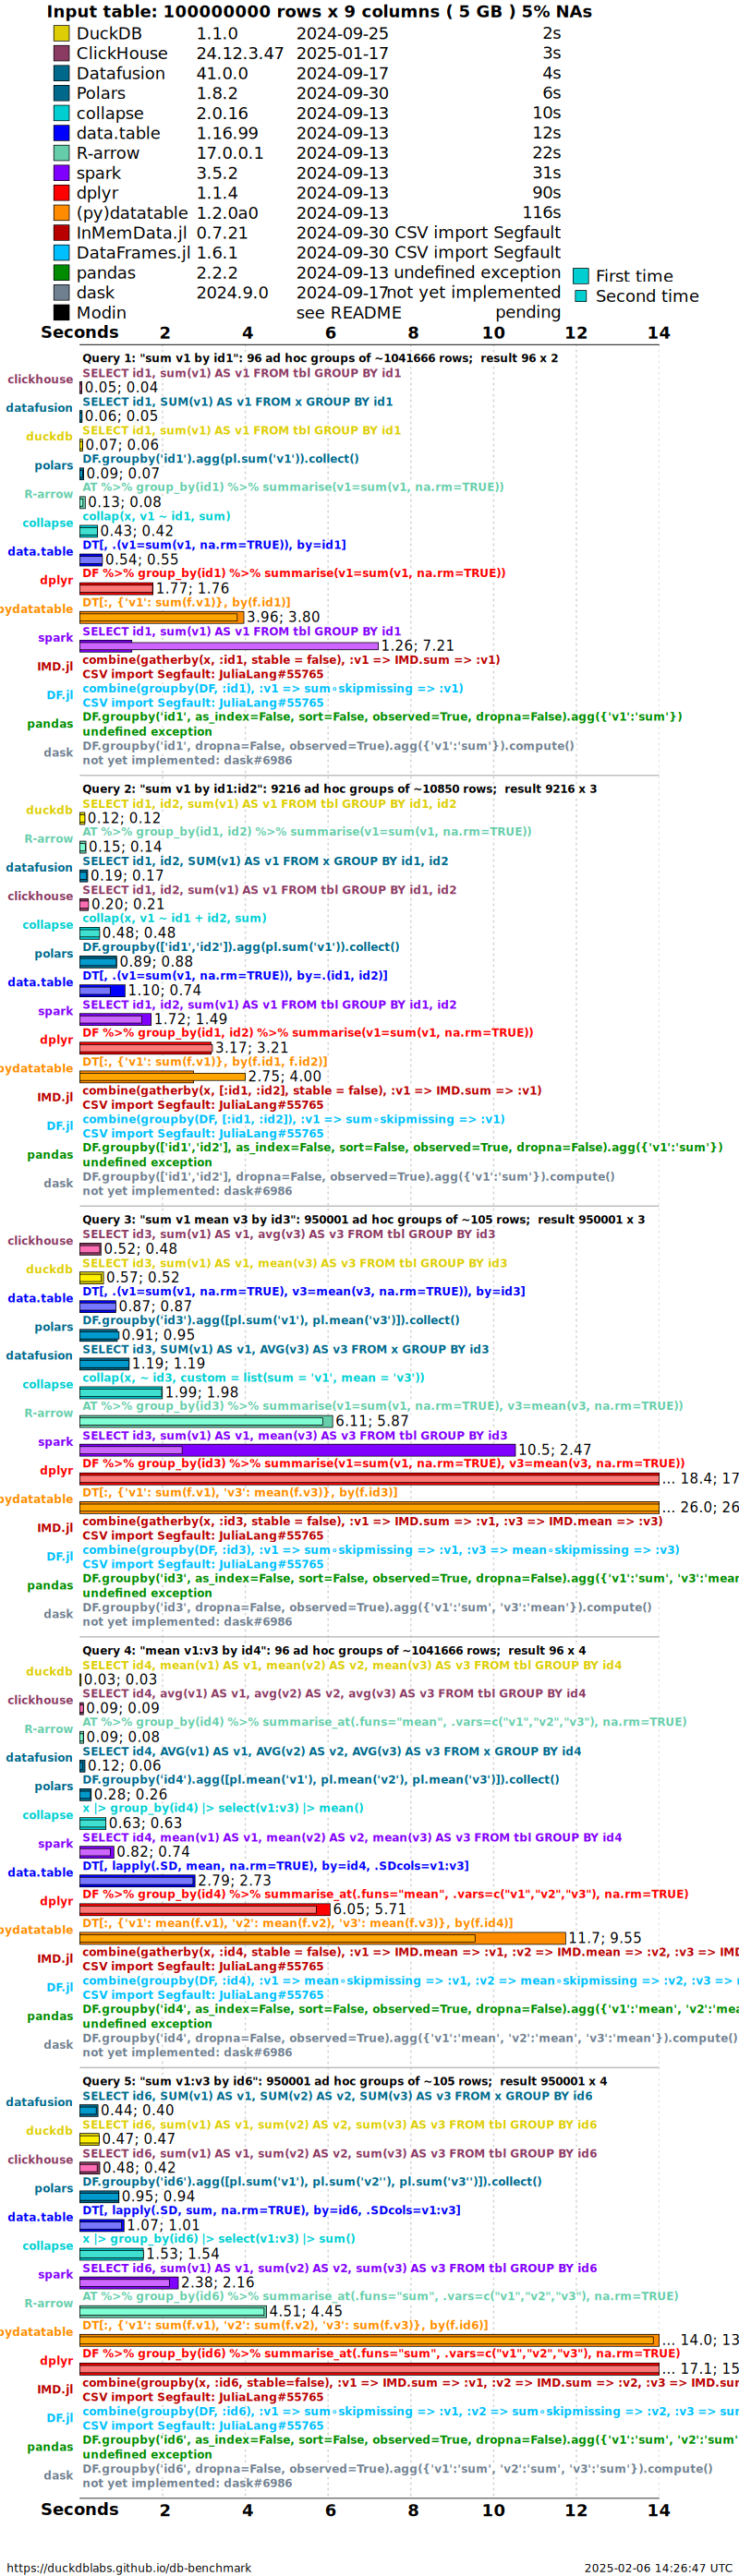 Input table: 100000000 rows x 9 columns ( 5 GB ) 5% NAs
DuckDB 1.1.0 2024-09-25 2s
ClickHouse 24.12.3.47 2025-01-17 3s
Datafusion 41.0.0 2024-09-17 4s
Polars 1.8.2 2024-09-30 6s
collapse 2.0.16 2024-09-13 10s
data.table 1.16.99 2024-09-13 12s
R-arrow 17.0.0.1 2024-09-13 22s
spark 3.5.2 2024-09-13 31s
dplyr 1.1.4 2024-09-13 90s
(py)datatable 1.2.0a0 2024-09-13 116s
InMemData.jl 0.7.21 2024-09-30 CSV import Segfault
DataFrames.jl 1.6.1 2024-09-30 CSV import Segfault
pandas 2.2.2 2024-09-13 undefined exception
dask 2024.9.0 2024-09-17 not yet implemented
Modin see README pending
First time
Second time
Seconds 2 4 6 8 10 12 14
Query 1: "sum v1 by id1": 96 ad hoc groups of ~1041666 rows; result 96 x 2
SELECT id1, sum(v1) AS v1 FROM tbl GROUP BY id1
clickhouse 0.05; 0.04
SELECT id1, SUM(v1) AS v1 FROM x GROUP BY id1
datafusion 0.06; 0.05
SELECT id1, sum(v1) AS v1 FROM tbl GROUP BY id1
duckdb 0.07; 0.06
DF.groupby('id1').agg(pl.sum('v1')).collect()
polars 0.09; 0.07
AT %>% group_by(id1) %>% summarise(v1=sum(v1, na.rm=TRUE))
R-arrow 0.13; 0.08
collap(x, v1 ~ id1, sum)
collapse 0.43; 0.42
DT[, .(v1=sum(v1, na.rm=TRUE)), by=id1]
data.table 0.54; 0.55
DF %>% group_by(id1) %>% summarise(v1=sum(v1, na.rm=TRUE))
dplyr 1.77; 1.76
DT[:, {'v1': sum(f.v1)}, by(f.id1)]
pydatatable 3.96; 3.80
SELECT id1, sum(v1) AS v1 FROM tbl GROUP BY id1
spark 1.26; 7.21
combine(gatherby(x, :id1, stable = false), :v1 => IMD.sum => :v1)
IMD.jl CSV import Segfault: JuliaLang#55765
combine(groupby(DF, :id1), :v1 => sum∘skipmissing => :v1)
DF.jl CSV import Segfault: JuliaLang#55765
DF.groupby('id1', as_index=False, sort=False, observed=True, dropna=False).agg({'v1':'sum'})
pandas undefined exception
DF.groupby('id1', dropna=False, observed=True).agg({'v1':'sum'}).compute()
dask not yet implemented: dask#6986
Query 2: "sum v1 by id1:id2": 9216 ad hoc groups of ~10850 rows; result 9216 x 3
SELECT id1, id2, sum(v1) AS v1 FROM tbl GROUP BY id1, id2
duckdb 0.12; 0.12
AT %>% group_by(id1, id2) %>% summarise(v1=sum(v1, na.rm=TRUE))
R-arrow 0.15; 0.14
SELECT id1, id2, SUM(v1) AS v1 FROM x GROUP BY id1, id2
datafusion 0.19; 0.17
SELECT id1, id2, sum(v1) AS v1 FROM tbl GROUP BY id1, id2
clickhouse 0.20; 0.21
collap(x, v1 ~ id1 + id2, sum)
collapse 0.48; 0.48
DF.groupby(['id1','id2']).agg(pl.sum('v1')).collect()
polars 0.89; 0.88
DT[, .(v1=sum(v1, na.rm=TRUE)), by=.(id1, id2)]
data.table 1.10; 0.74
SELECT id1, id2, sum(v1) AS v1 FROM tbl GROUP BY id1, id2
spark 1.72; 1.49
DF %>% group_by(id1, id2) %>% summarise(v1=sum(v1, na.rm=TRUE))
dplyr 3.17; 3.21
DT[:, {'v1': sum(f.v1)}, by(f.id1, f.id2)]
pydatatable 2.75; 4.00
combine(gatherby(x, [:id1, :id2], stable = false), :v1 => IMD.sum => :v1)
IMD.jl CSV import Segfault: JuliaLang#55765
combine(groupby(DF, [:id1, :id2]), :v1 => sum∘skipmissing => :v1)
DF.jl CSV import Segfault: JuliaLang#55765
DF.groupby(['id1','id2'], as_index=False, sort=False, observed=True, dropna=False).agg({'v1':'sum'})
pandas undefined exception
DF.groupby(['id1','id2'], dropna=False, observed=True).agg({'v1':'sum'}).compute()
dask not yet implemented: dask#6986
Query 3: "sum v1 mean v3 by id3": 950001 ad hoc groups of ~105 rows; result 950001 x 3
SELECT id3, sum(v1) AS v1, avg(v3) AS v3 FROM tbl GROUP BY id3
clickhouse 0.52; 0.48
SELECT id3, sum(v1) AS v1, mean(v3) AS v3 FROM tbl GROUP BY id3
duckdb 0.57; 0.52
DT[, .(v1=sum(v1, na.rm=TRUE), v3=mean(v3, na.rm=TRUE)), by=id3]
data.table 0.87; 0.87
DF.groupby('id3').agg([pl.sum('v1'), pl.mean('v3')]).collect()
polars 0.91; 0.95
SELECT id3, SUM(v1) AS v1, AVG(v3) AS v3 FROM x GROUP BY id3
datafusion 1.19; 1.19
collap(x, ~ id3, custom = list(sum = 'v1', mean = 'v3'))
collapse 1.99; 1.98
AT %>% group_by(id3) %>% summarise(v1=sum(v1, na.rm=TRUE), v3=mean(v3, na.rm=TRUE))
R-arrow 6.11; 5.87
SELECT id3, sum(v1) AS v1, mean(v3) AS v3 FROM tbl GROUP BY id3
spark 10.5; 2.47
DF %>% group_by(id3) %>% summarise(v1=sum(v1, na.rm=TRUE), v3=mean(v3, na.rm=TRUE))
dplyr ... 18.4; 17
DT[:, {'v1': sum(f.v1), 'v3': mean(f.v3)}, by(f.id3)]
pydatatable ... 26.0; 26
combine(gatherby(x, :id3, stable = false), :v1 => IMD.sum => :v1, :v3 => IMD.mean => :v3)
IMD.jl CSV import Segfault: JuliaLang#55765
combine(groupby(DF, :id3), :v1 => sum∘skipmissing => :v1, :v3 => mean∘skipmissing => :v3)
DF.jl CSV import Segfault: JuliaLang#55765
DF.groupby('id3', as_index=False, sort=False, observed=True, dropna=False).agg({'v1':'sum', 'v3':'mean
pandas undefined exception
DF.groupby('id3', dropna=False, observed=True).agg({'v1':'sum', 'v3':'mean'}).compute()
dask not yet implemented: dask#6986
Query 4: "mean v1:v3 by id4": 96 ad hoc groups of ~1041666 rows; result 96 x 4
SELECT id4, mean(v1) AS v1, mean(v2) AS v2, mean(v3) AS v3 FROM tbl GROUP BY id4
duckdb 0.03; 0.03
SELECT id4, avg(v1) AS v1, avg(v2) AS v2, avg(v3) AS v3 FROM tbl GROUP BY id4
clickhouse 0.09; 0.09
AT %>% group_by(id4) %>% summarise_at(.funs="mean", .vars=c("v1","v2","v3"), na.rm=TRUE)
R-arrow 0.09; 0.08
SELECT id4, AVG(v1) AS v1, AVG(v2) AS v2, AVG(v3) AS v3 FROM x GROUP BY id4
datafusion 0.12; 0.06
DF.groupby('id4').agg([pl.mean('v1'), pl.mean('v2'), pl.mean('v3')]).collect()
polars 0.28; 0.26
x |> group_by(id4) |> select(v1:v3) |> mean()
collapse 0.63; 0.63
SELECT id4, mean(v1) AS v1, mean(v2) AS v2, mean(v3) AS v3 FROM tbl GROUP BY id4
spark 0.82; 0.74
DT[, lapply(.SD, mean, na.rm=TRUE), by=id4, .SDcols=v1:v3]
data.table 2.79; 2.73
DF %>% group_by(id4) %>% summarise_at(.funs="mean", .vars=c("v1","v2","v3"), na.rm=TRUE)
dplyr 6.05; 5.71
DT[:, {'v1': mean(f.v1), 'v2': mean(f.v2), 'v3': mean(f.v3)}, by(f.id4)]
pydatatable 11.7; 9.55
combine(gatherby(x, :id4, stable = false), :v1 => IMD.mean => :v1, :v2 => IMD.mean => :v2, :v3 => IMD
IMD.jl CSV import Segfault: JuliaLang#55765
combine(groupby(DF, :id4), :v1 => mean∘skipmissing => :v1, :v2 => mean∘skipmissing => :v2, :v3 =>
DF.jl CSV import Segfault: JuliaLang#55765
DF.groupby('id4', as_index=False, sort=False, observed=True, dropna=False).agg({'v1':'mean', 'v2':'mea
pandas undefined exception
DF.groupby('id4', dropna=False, observed=True).agg({'v1':'mean', 'v2':'mean', 'v3':'mean'}).compute()
dask not yet implemented: dask#6986
Query 5: "sum v1:v3 by id6": 950001 ad hoc groups of ~105 rows; result 950001 x 4
SELECT id6, SUM(v1) AS v1, SUM(v2) AS v2, SUM(v3) AS v3 FROM x GROUP BY id6
datafusion 0.44; 0.40
SELECT id6, sum(v1) AS v1, sum(v2) AS v2, sum(v3) AS v3 FROM tbl GROUP BY id6
duckdb 0.47; 0.47
SELECT id6, sum(v1) AS v1, sum(v2) AS v2, sum(v3) AS v3 FROM tbl GROUP BY id6
clickhouse 0.48; 0.42
DF.groupby('id6').agg([pl.sum('v1'), pl.sum('v2''), pl.sum('v3'')]).collect()
polars 0.95; 0.94
DT[, lapply(.SD, sum, na.rm=TRUE), by=id6, .SDcols=v1:v3]
data.table 1.07; 1.01
x |> group_by(id6) |> select(v1:v3) |> sum()
collapse 1.53; 1.54
SELECT id6, sum(v1) AS v1, sum(v2) AS v2, sum(v3) AS v3 FROM tbl GROUP BY id6
spark 2.38; 2.16
AT %>% group_by(id6) %>% summarise_at(.funs="sum", .vars=c("v1","v2","v3"), na.rm=TRUE)
R-arrow 4.51; 4.45
DT[:, {'v1': sum(f.v1), 'v2': sum(f.v2), 'v3': sum(f.v3)}, by(f.id6)]
pydatatable ... 14.0; 13
DF %>% group_by(id6) %>% summarise_at(.funs="sum", .vars=c("v1","v2","v3"), na.rm=TRUE)
dplyr ... 17.1; 15
combine(groupby(x, :id6, stable=false), :v1 => IMD.sum => :v1, :v2 => IMD.sum => :v2, :v3 => IMD.sur
IMD.jl CSV import Segfault: JuliaLang#55765
combine(groupby(DF, :id6), :v1 => sum∘skipmissing => :v1, :v2 => sum∘skipmissing => :v2, :v3 => sur
DF.jl CSV import Segfault: JuliaLang#55765
DF.groupby('id6', as_index=False, sort=False, observed=True, dropna=False).agg({'v1':'sum', 'v2':'sum'
pandas undefined exception
DF.groupby('id6', dropna=False, observed=True).agg({'v1':'sum', 'v2':'sum', 'v3':'sum'}).compute()
dask not yet implemented: dask#6986
Seconds 2 4 6 8 10 12 14
https://duckdblabs.github.io/db-benchmark 2025-02-06 14:26:47 UTC